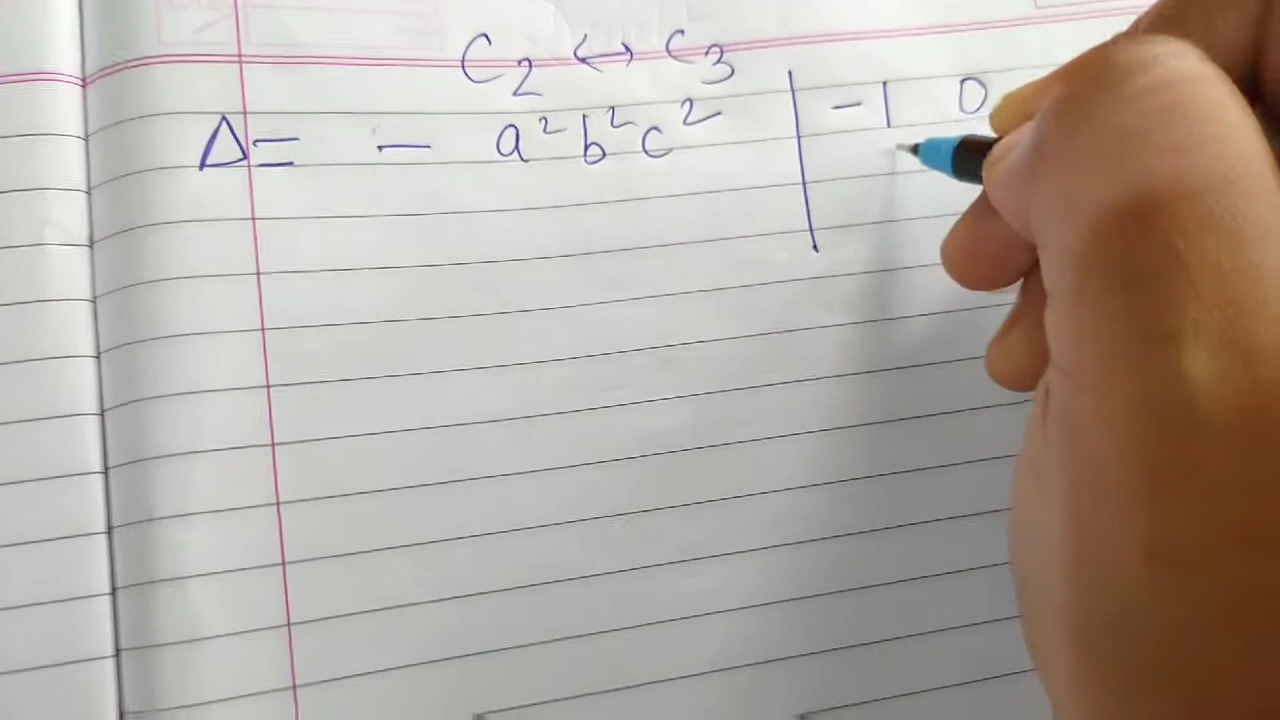 C₂ ↔ C₃
Δ = - a²b²c² | -1 0